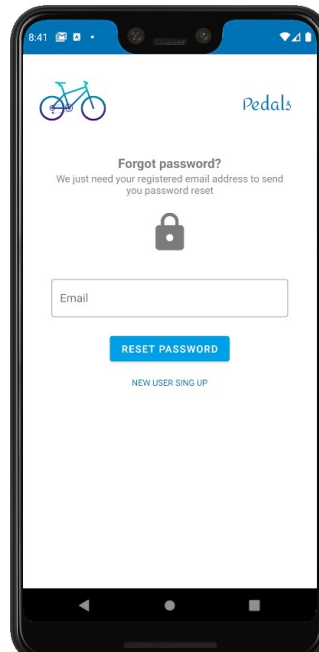 8:41
Pedals
Forgot password?
We just need your registered email address to send
you password reset
Email
RESET PASSWORD
NEW USER SING UP